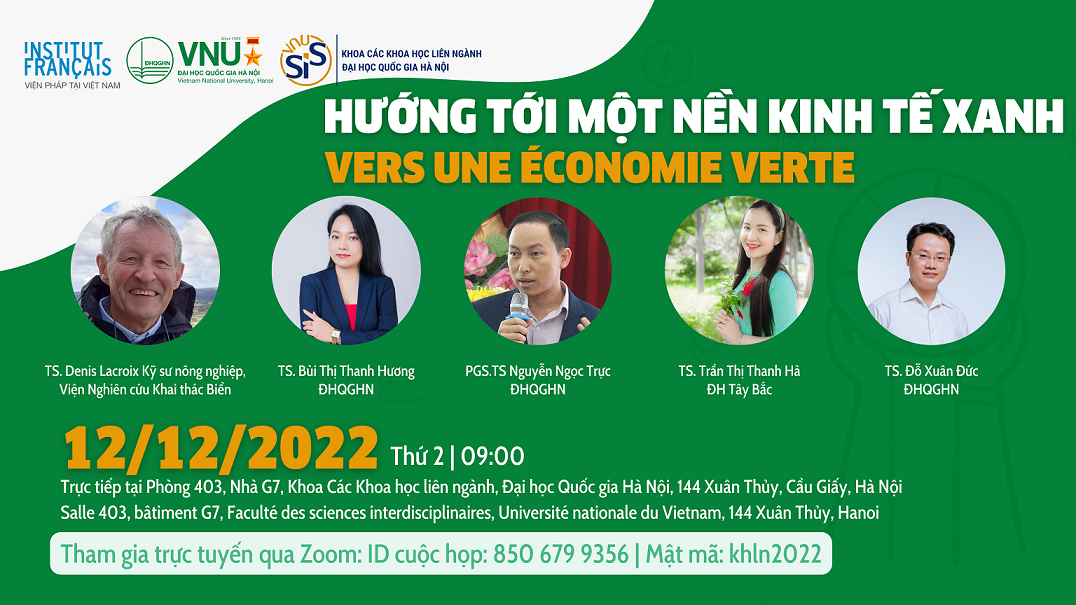 INSTITUT
FRANÇAIS
VIỆN PHÁP TẠI VIỆT NAM
ĐHQGHN
Since 1906
VNU
ĐẠI HỌC QUỐC GIA HÀ NỘI
Vietnam National University, Hanoi
VNU
SIS
KHOA CÁC KHOA HỌC LIÊN NGÀNH
ĐẠI HỌC QUỐC GIA HÀ NỘI
HƯỚNG TỚI MỘT NỀN KINH TẾ XANH
VERS UNE ÉCONOMIE VERTE
TS. Denis Lacroix Kỹ sư nông nghiệp,
Viện Nghiên cứu Khai thác Biển
TS. Bùi Thị Thanh Hương
ĐHQGHN
PGS.TS Nguyễn Ngọc Trực
ĐHQGHN
TS. Trần Thị Thanh Hà
ĐH Tây Bắc
TS. Đỗ Xuân Đức
ĐHQGHN
12/12/2022 Thứ 2 | 09:00
Trực tiếp tại Phòng 403, Nhà G7, Khoa Các Khoa học liên ngành, Đại học Quốc gia Hà Nội, 144 Xuân Thủy, Cầu Giấy, Hà Nội
Salle 403, bâtiment G7, Faculté des sciences interdisciplinaires, Université nationale du Vietnam, 144 Xuân Thủy, Hanoi
Tham gia trực tuyến qua Zoom: ID cuộc họp: 850 679 9356 | Mật mã: khln2022